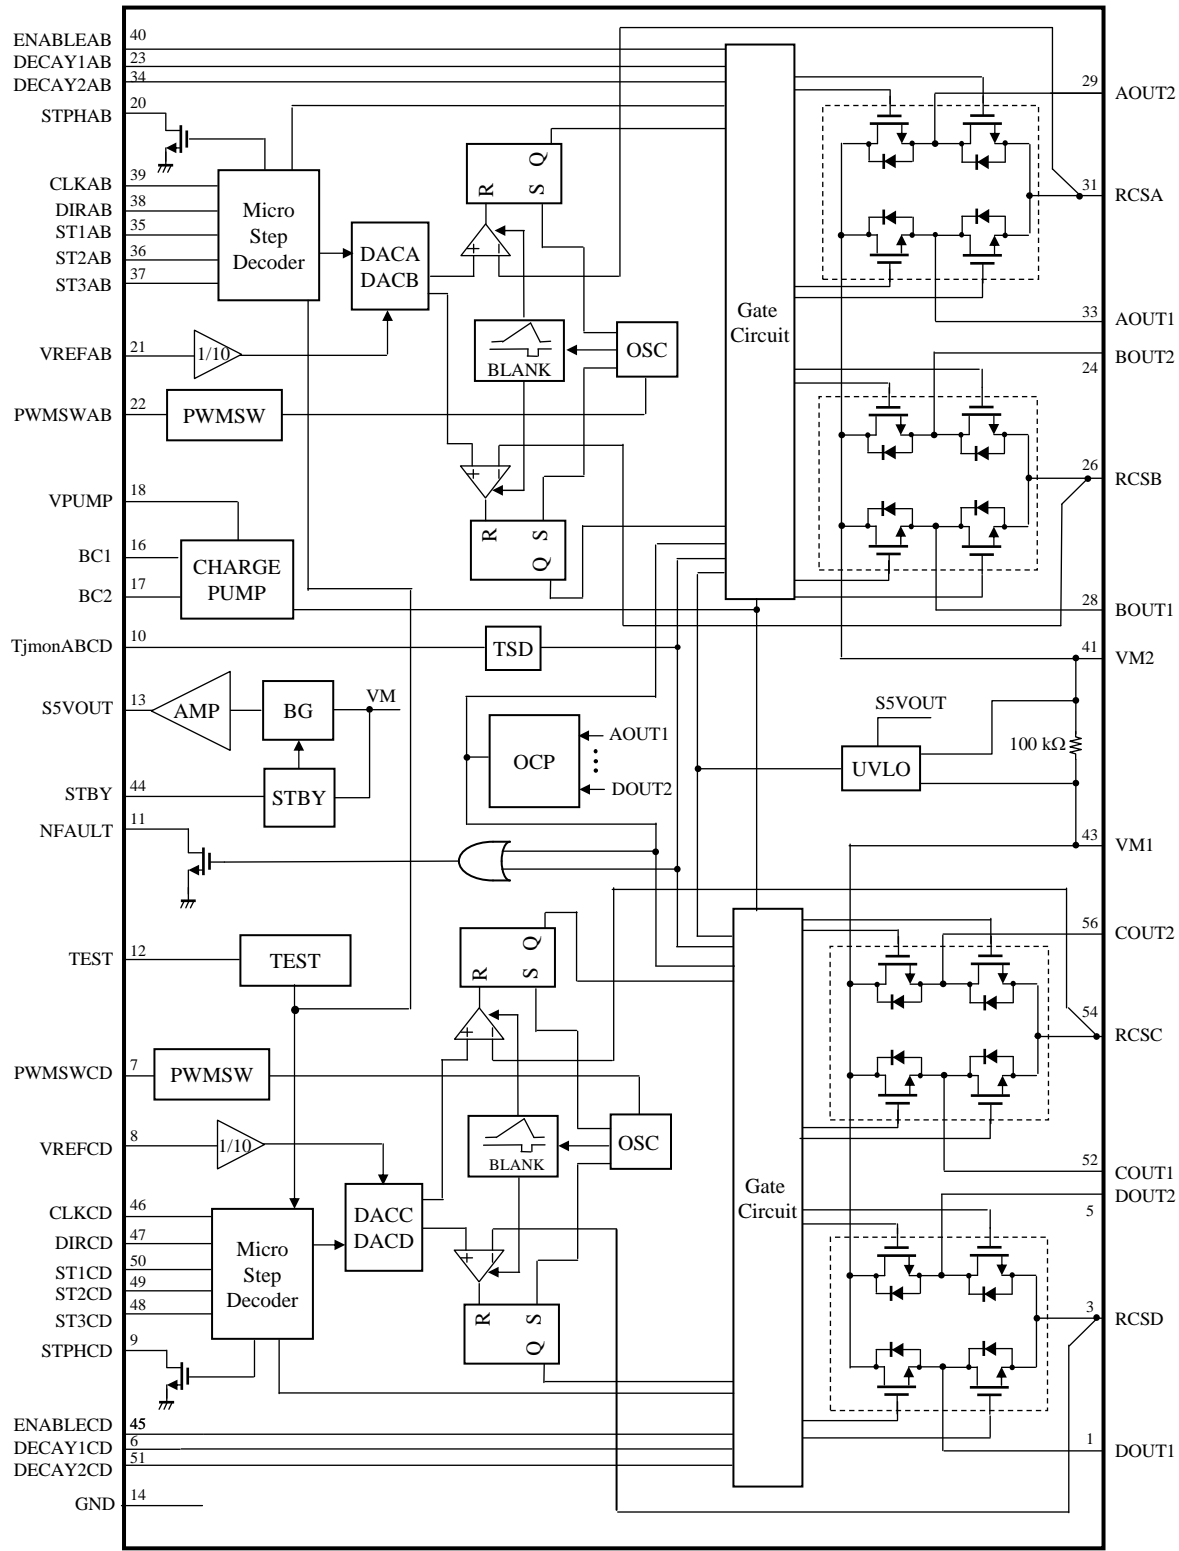 ENABLEAB 40
DECAY1AB 23
DECAY2AB 34
STPHAB 20
CLKAB 39
DIRAB 38
ST1AB 35
ST2AB 36
ST3AB 37
VREFAB 21
PWMSWAB 22
VPUMP 18
BC1 16
BC2 17
TjmonABCD 10
S5VOUT 13
STBY 44
NFAULT 11
TEST 12
PWMSWCD 7
VREFCD 8
CLKCD 46
DIRCD 47
ST1CD 50
ST2CD 49
ST3CD 48
STPHCD 9
ENABLECD 45
DECAY1CD 6
DECAY2CD 51
GND 14
Micro
Step
Decoder
1/10
PWMSW
DACA
DACB
R
S
Q
+
−
BLANK
OSC
+
−
R
S
Q
CHARGE
PUMP
TSD
AMP
BG
VM
STBY
OCP
AOUT1
DOUT2
TEST
PWMSW
1/10
Micro
Step
Decoder
DACC
DACD
R
S
Q
+
−
BLANK
OSC
+
−
R
S
Q
Gate
Circuit
S5VOUT
UVLO
100 kΩ
Gate
Circuit
29 AOUT2
31 RCSA
33 AOUT1
BOUT2
24
26 RCSB
28 BOUT1
41 VM2
43 VM1
56 COUT2
54 RCSC
52 COUT1
DOUT2
5
3 RCSD
1 DOUT1